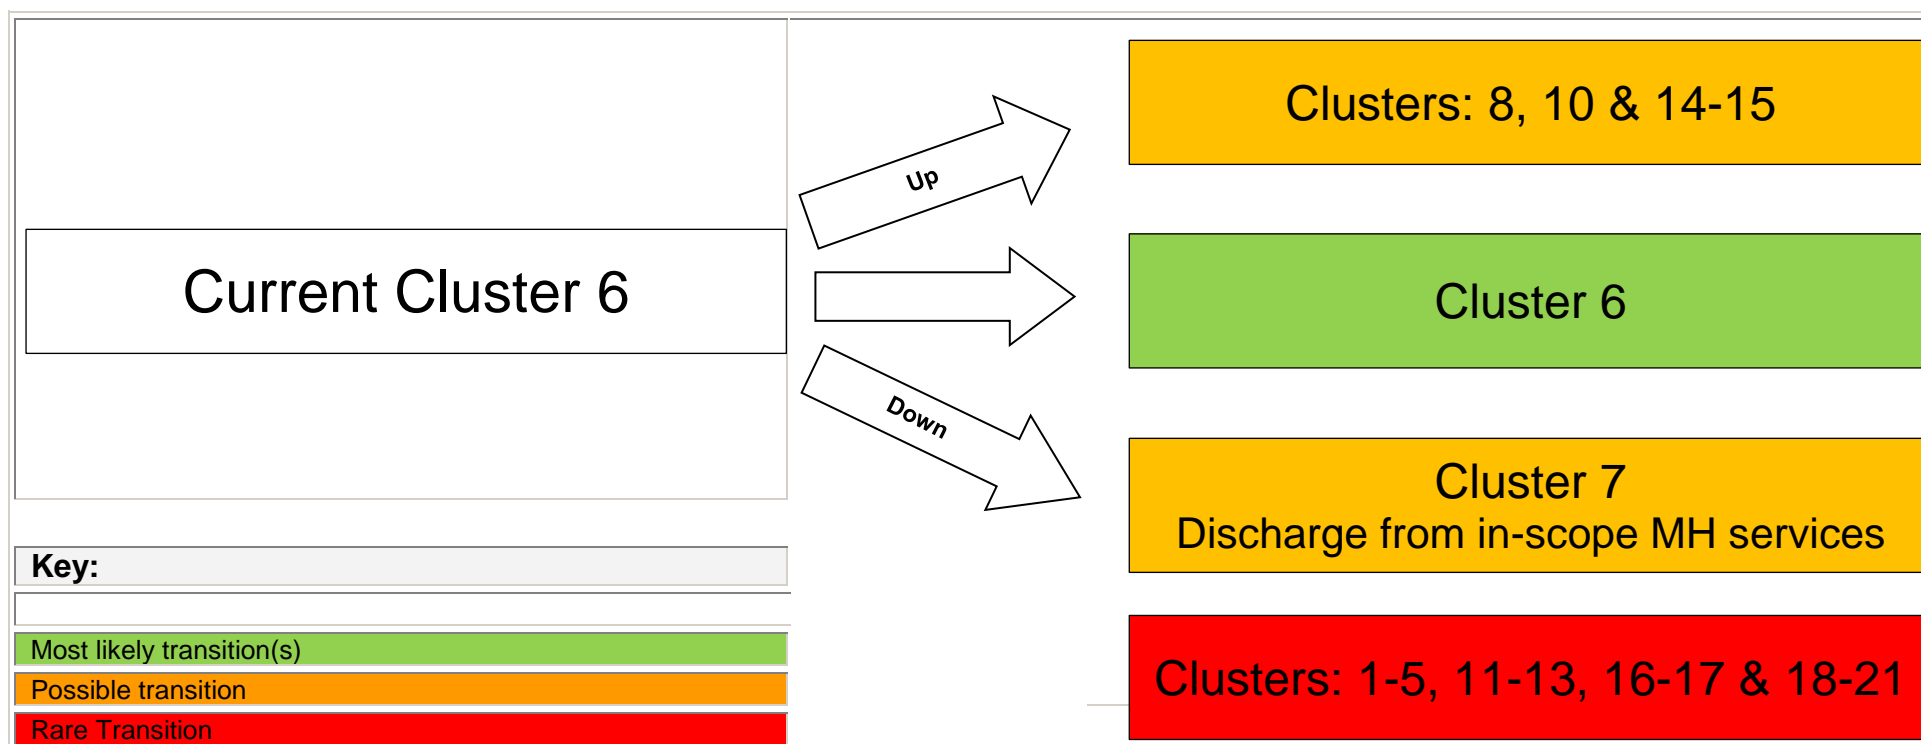 Current Cluster 6
Up
Down
Clusters: 8, 10 & 14-15
Cluster 6
Cluster 7
Discharge from in-scope MH services
Clusters: 1-5, 11-13, 16-17 & 18-21
Key:
Most likely transition(s)
Possible transition
Rare Transition